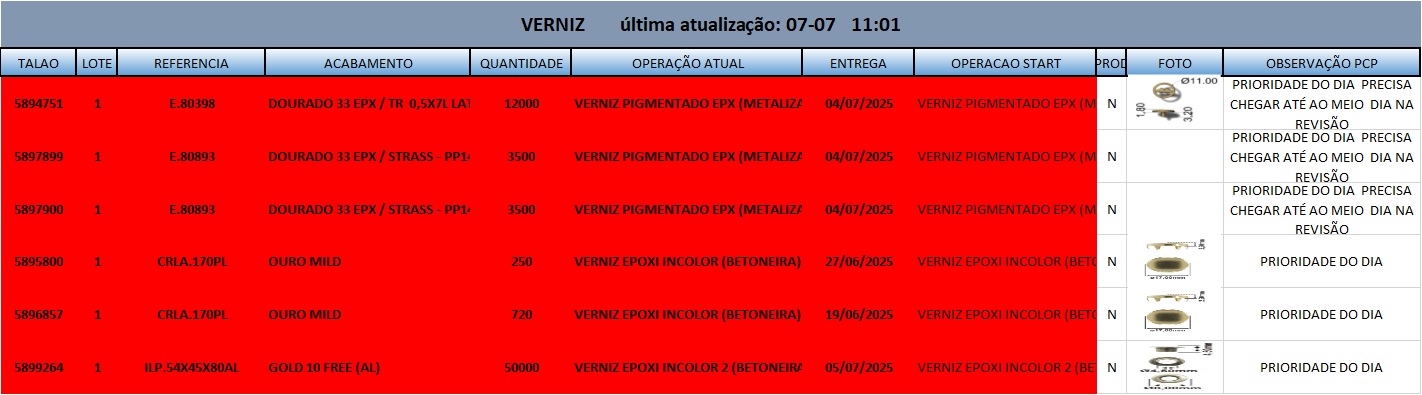 VERNIZ última atualização: 07-07 11:01
TALAO LOTE REFERENCIA ACABAMENTO QUANTIDADE OPERAÇÃO ATUAL ENTREGA OPERACAO START PROD FOTO OBSERVAÇÃO PCP
5894751 1 E.80398 DOURADO 33 EPX / TR 0,5X7L LAT 12000 VERNIZ PIGMENTADO EPX (METALIZA 04/07/2025 VERNIZ PIGMENTADO EPX (M N Ø11.00 1,80 3,20 PRIORIDADE DO DIA PRECISA
CHEGAR ATÉ AO MEIO DIA NA
REVISÃO
5897899 1 E.80893 DOURADO 33 EPX / STRASS - PP14 3500 VERNIZ PIGMENTADO EPX (METALIZA 04/07/2025 VERNIZ PIGMENTADO EPX (M N PRIORIDADE DO DIA PRECISA
CHEGAR ATÉ AO MEIO DIA NA
REVISÃO
5897900 1 E.80893 DOURADO 33 EPX / STRASS - PP14 3500 VERNIZ PIGMENTADO EPX (METALIZA 04/07/2025 VERNIZ PIGMENTADO EPX (M N PRIORIDADE DO DIA PRECISA
CHEGAR ATÉ AO MEIO DIA NA
REVISÃO
5895800 1 CRLA.170PL OURO MILD 250 VERNIZ EPOXI INCOLOR (BETONEIRA) 27/06/2025 VERNIZ EPOXI INCOLOR (BETO N ø17.00mm PRIORIDADE DO DIA
5896857 1 CRLA.170PL OURO MILD 720 VERNIZ EPOXI INCOLOR (BETONEIRA) 19/06/2025 VERNIZ EPOXI INCOLOR (BETO N ø17.00mm PRIORIDADE DO DIA
5899264 1 ILP.54X45X80AL GOLD 10 FREE (AL) 50000 VERNIZ EPOXI INCOLOR 2 (BETONEIRA 05/07/2025 VERNIZ EPOXI INCOLOR 2 (BET N PRIORIDADE DO DIA